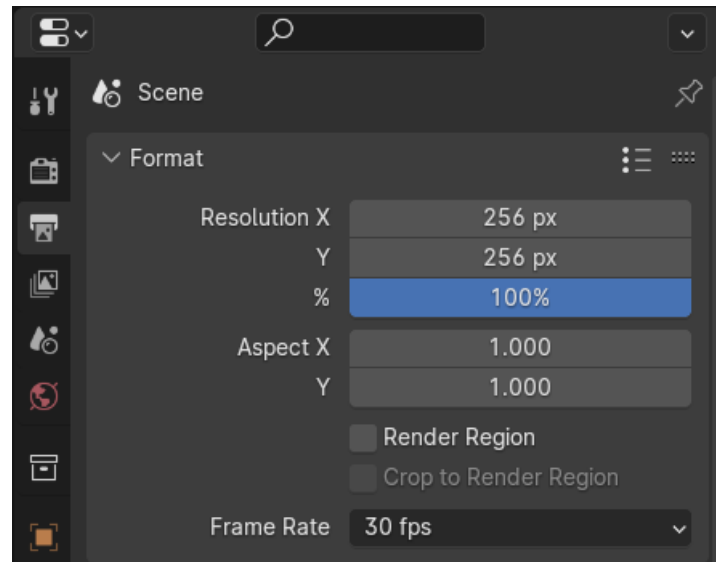 Scene
Format
Resolution X 256 px
Y 256 px
% 100%
Aspect X 1.000
Y 1.000
Render Region
Crop to Render Region
Frame Rate 30 fps